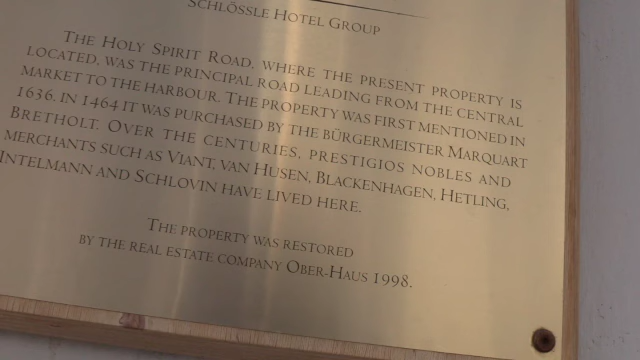 Schlössle Hotel Group
The Holy Spirit Road, where the present property is
located, was the principal road leading from the central
market to the harbour. The property was first mentioned in
1636. In 1464 it was purchased by the Bürgermeister Marquart
Bretholt. Over the centuries, prestigios nobles and
merchants such as Viant, van Husen, Blackenhagen, Hetling,
Intelmann and Schlovin have lived here.
The property was restored
by the real estate company Ober-Haus 1998.